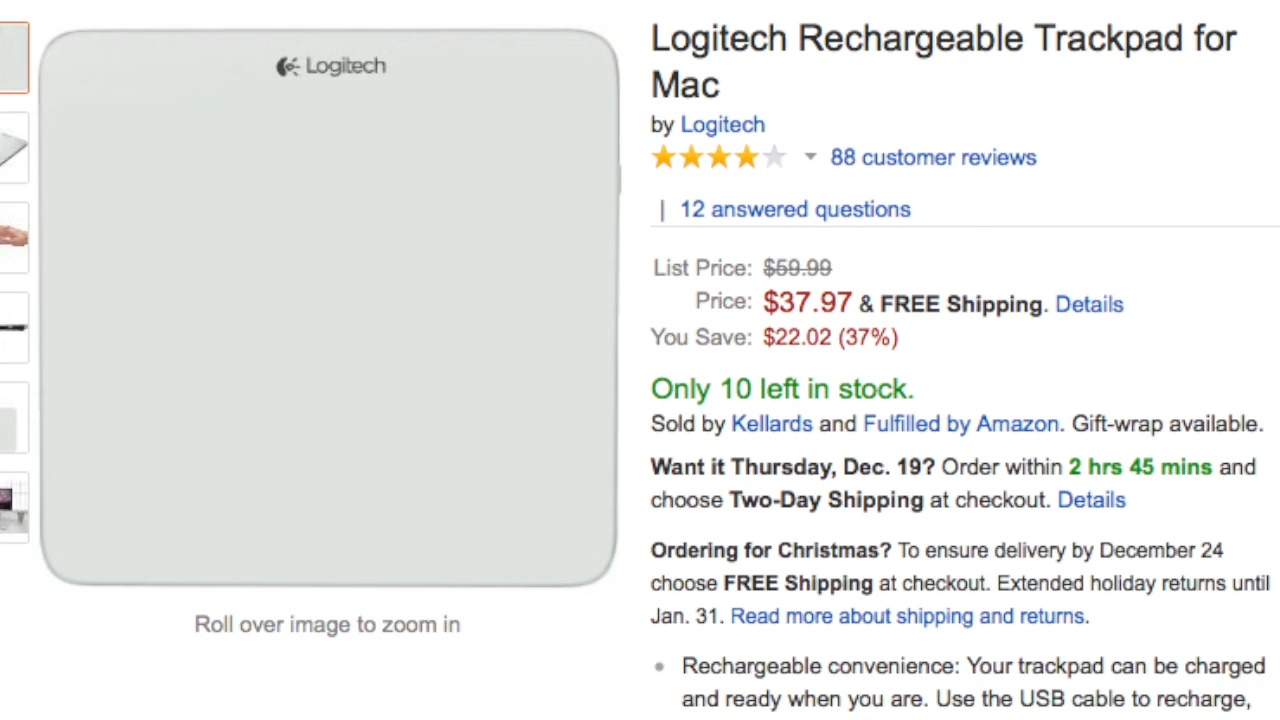 Logitech
Roll over image to zoom in
Logitech Rechargeable Trackpad for
Mac
by Logitech
88 customer reviews
| 12 answered questions
List Price: $59.99
Price: $37.97 & FREE Shipping. Details
You Save: $22.02 (37%)
Only 10 left in stock.
Sold by Kellards and Fulfilled by Amazon. Gift-wrap available.
Want it Thursday, Dec. 19? Order within 2 hrs 45 mins and
choose Two-Day Shipping at checkout. Details
Ordering for Christmas? To ensure delivery by December 24
choose FREE Shipping at checkout. Extended holiday returns until
Jan. 31. Read more about shipping and returns.
• Rechargeable convenience: Your trackpad can be charged
and ready when you are. Use the USB cable to recharge,